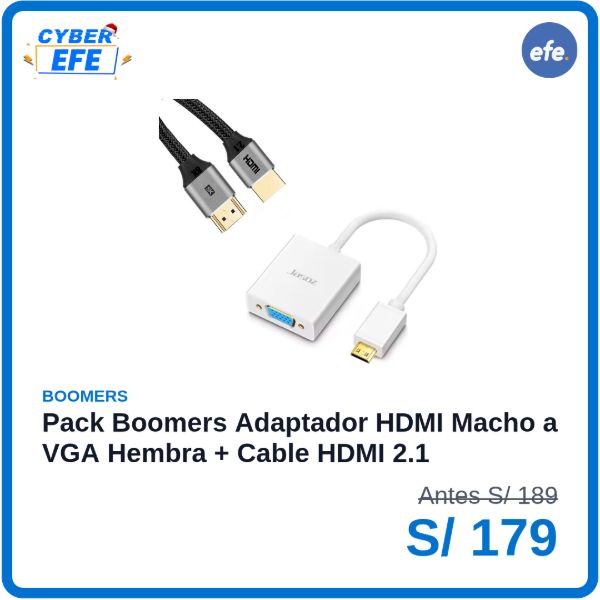 CYBER
EFE
efe.
HDMI
BOOMERS
Pack Boomers Adaptador HDMI Macho a
VGA Hembra + Cable HDMI 2.1
Antes S/ 189
S/ 179